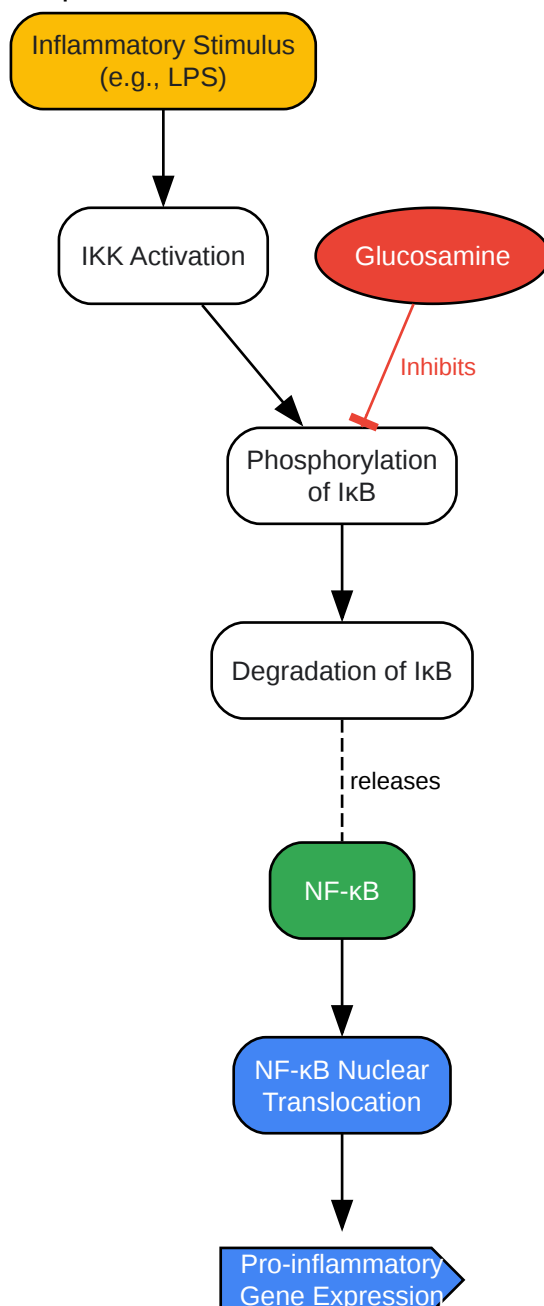 Inflammatory Stimulus
(e.g., LPS)
IKK Activation
Glucosamine
Inhibits
Phosphorylation
of IκB
Degradation of IκB
releases
NF-κB
NF-κB Nuclear
Translocation
Pro-inflammatory
Gene Expression